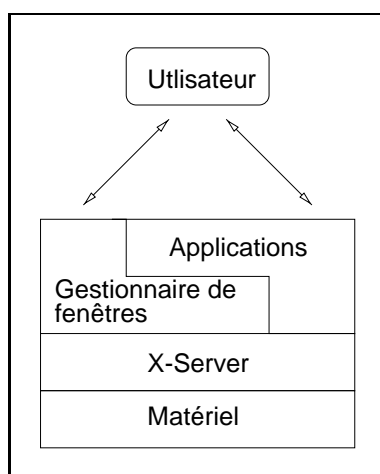 Utlisateur
Applications
Gestionnaire de
fenêtres
X-Server
Matériel